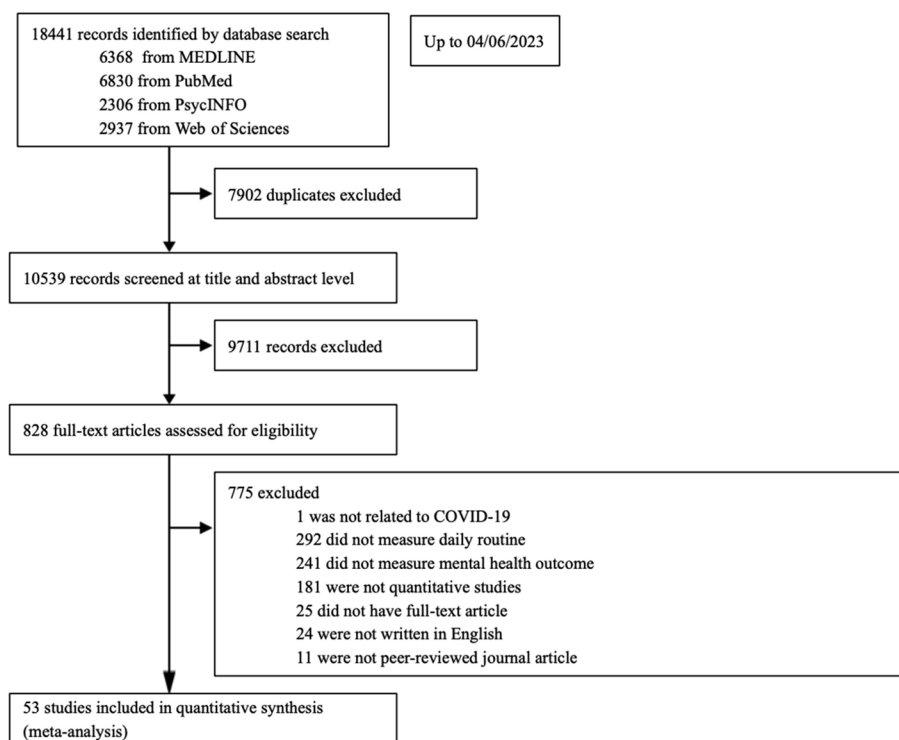 18441 records identified by database search
6368 from MEDLINE
6830 from PubMed
2306 from PsycINFO
2937 from Web of Sciences
Up to 04/06/2023
7902 duplicates excluded
10539 records screened at title and abstract level
9711 records excluded
828 full-text articles assessed for eligibility
775 excluded
1 was not related to COVID-19
292 did not measure daily routine
241 did not measure mental health outcome
181 were not quantitative studies
25 did not have full-text article
24 were not written in English
11 were not peer-reviewed journal article
53 studies included in quantitative synthesis
(meta-analysis)